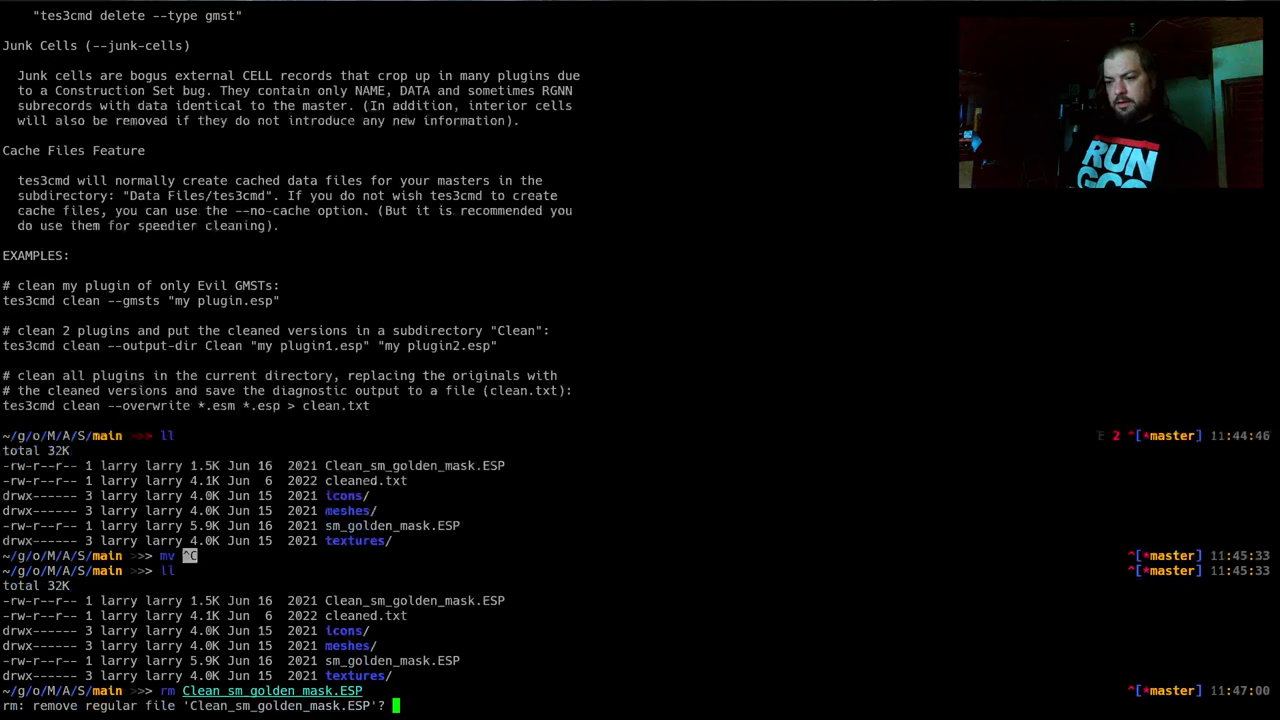 "tes3cmd delete --type gmst"
Junk Cells (--junk-cells)
Junk cells are bogus external CELL records that crop up in many plugins due
to a Construction Set bug. They contain only NAME, DATA and sometimes RGNN
subrecords with data identical to the master. (In addition, interior cells
will also be removed if they do not introduce any new information).
Cache Files Feature
tes3cmd will normally create cached data files for your masters in the
subdirectory: "Data Files/tes3cmd". If you do not wish tes3cmd to create
cache files, you can use the --no-cache option. (But it is recommended you
do use them for speedier cleaning).
EXAMPLES:
# clean my plugin of only Evil GMSTs:
tes3cmd clean --gmsts "my plugin.esp"
# clean 2 plugins and put the cleaned versions in a subdirectory "Clean":
tes3cmd clean --output-dir Clean "my plugin1.esp" "my plugin2.esp"
# clean all plugins in the current directory, replacing the originals with
# the cleaned versions and save the diagnostic output to a file (clean.txt):
tes3cmd clean --overwrite *.esm *.esp > clean.txt
~/g/o/M/A/S/main >>> ll E 2 ^[*master] 11:44:46
total 32K
-rw-r--r-- 1 larry larry 1.5K Jun 16 2021 Clean_sm_golden_mask.ESP
-rw-r--r-- 1 larry larry 4.1K Jun 6 2022 cleaned.txt
drwx------ 3 larry larry 4.0K Jun 15 2021 icons/
drwx------ 3 larry larry 4.0K Jun 15 2021 meshes/
-rw-r--r-- 1 larry larry 5.9K Jun 16 2021 sm_golden_mask.ESP
drwx------ 3 larry larry 4.0K Jun 15 2021 textures/
~/g/o/M/A/S/main >>> mv ^C ^[*master] 11:45:33
~/g/o/M/A/S/main >>> ll ^[*master] 11:45:33
total 32K
-rw-r--r-- 1 larry larry 1.5K Jun 16 2021 Clean_sm_golden_mask.ESP
-rw-r--r-- 1 larry larry 4.1K Jun 6 2022 cleaned.txt
drwx------ 3 larry larry 4.0K Jun 15 2021 icons/
drwx------ 3 larry larry 4.0K Jun 15 2021 meshes/
-rw-r--r-- 1 larry larry 5.9K Jun 16 2021 sm_golden_mask.ESP
drwx------ 3 larry larry 4.0K Jun 15 2021 textures/
~/g/o/M/A/S/main >>> rm Clean_sm_golden_mask.ESP ^[*master] 11:47:00
rm: remove regular file 'Clean_sm_golden_mask.ESP'?
RUN